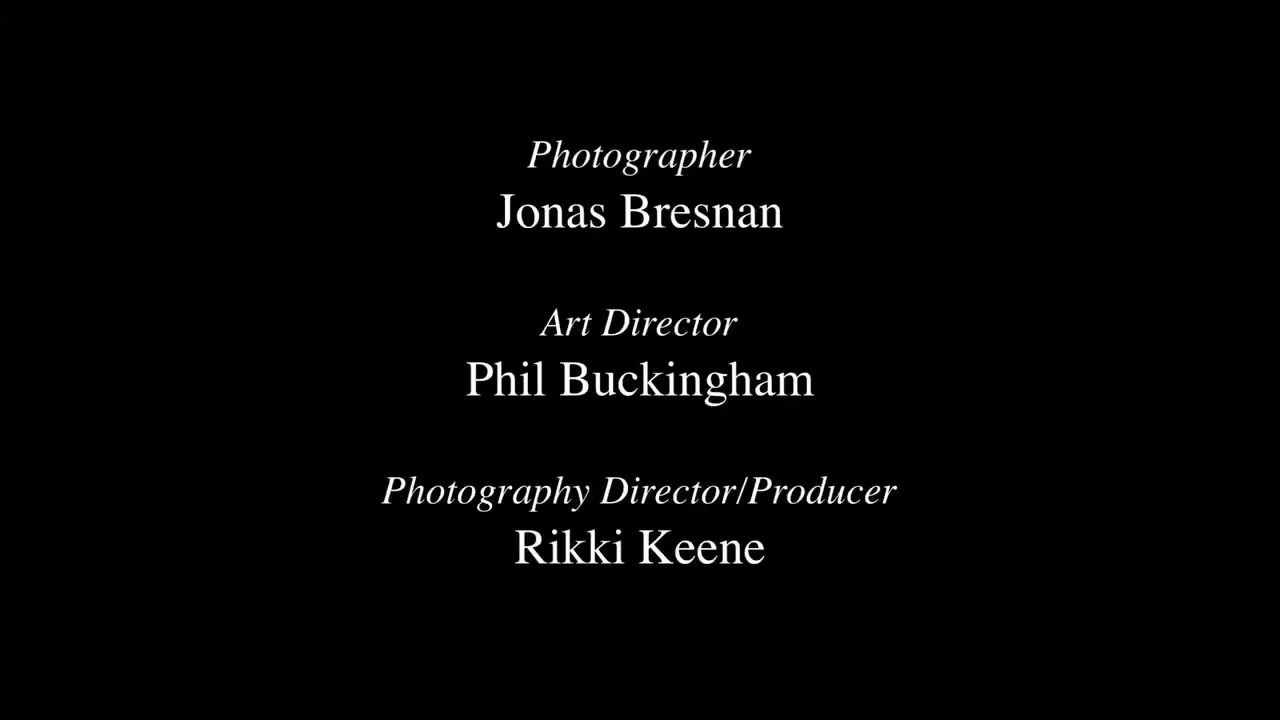 Photographer
Jonas Bresnan
Art Director
Phil Buckingham
Photography Director/Producer
Rikki Keene